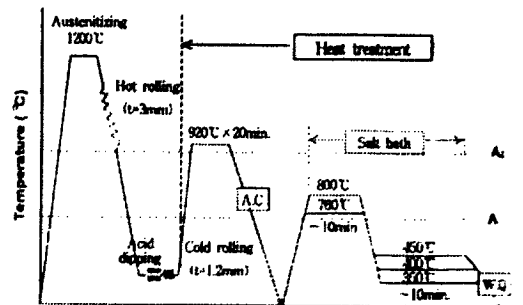 Austenitizing
1200℃
Heat treatment
Hot rolling
(t=3mm)
920℃×20min.
Salt bath
A₃
Temperature (℃)
A.C
800℃
760℃
~10min
A
Acid
dipping
Cold rolling
(t=1.2mm)
450℃
400℃
350℃
~10min.
W.Q